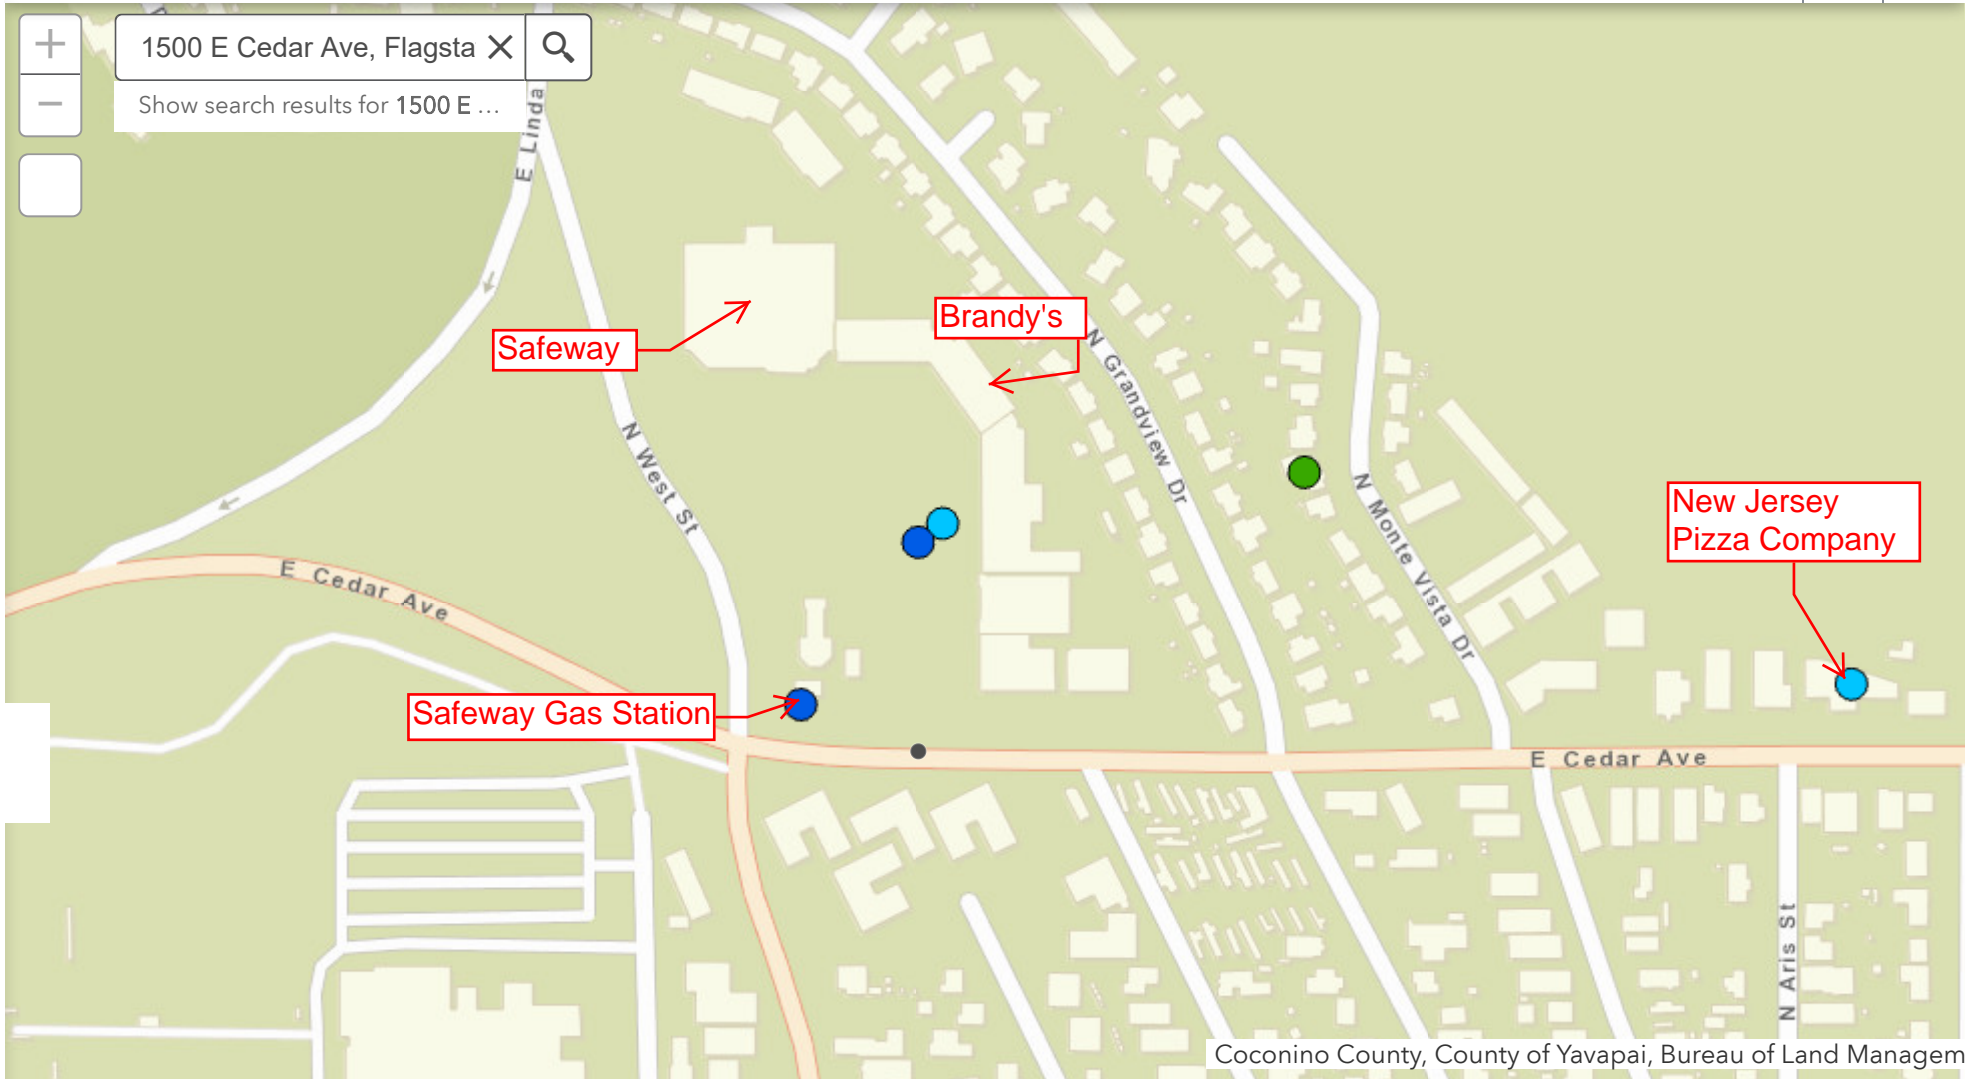 1500 E Cedar Ave, Flagsta
Show search results for 1500 E ...
E Linda
Safeway
Brandy's
N Grandview Dr
N West St
N Monte Vista Dr
New Jersey
Pizza Company
E Cedar Ave
Safeway Gas Station
E Cedar Ave
N Aris St
Coconino County, County of Yavapai, Bureau of Land Managem